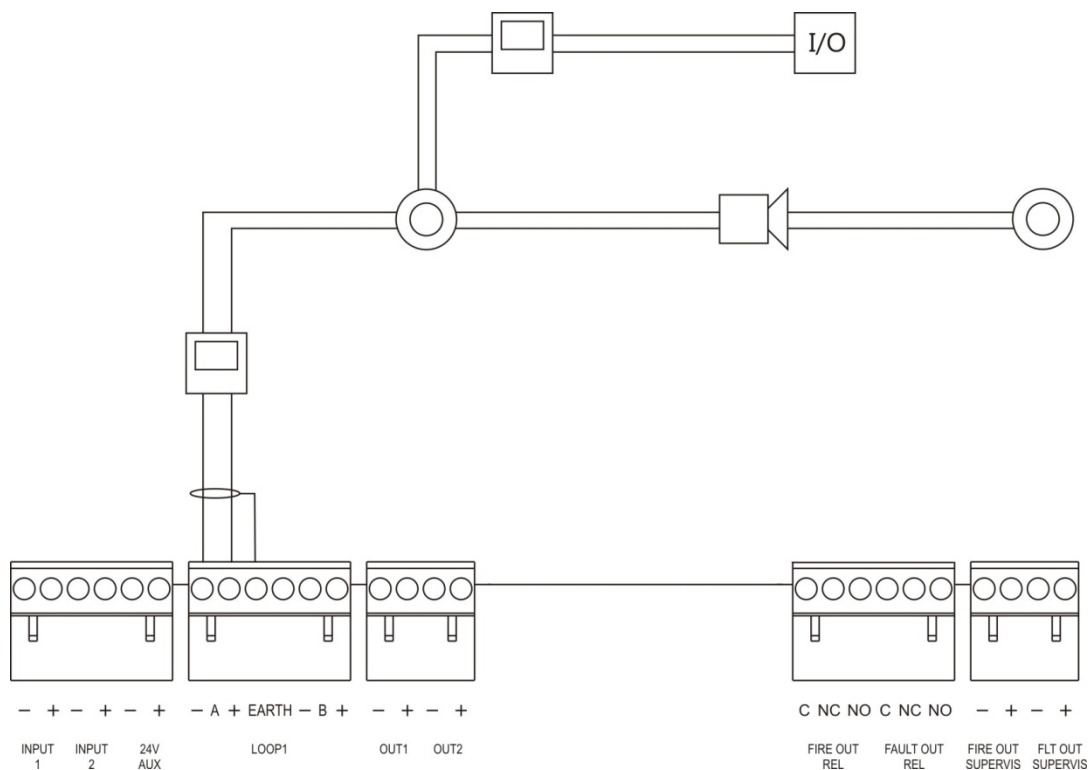 I/O
− + − + − +
− A + EARTH − B +
− + − +
C NC NO C NC NO
− + − +
INPUT
1
INPUT
2
24V
AUX
LOOP1
OUT1
OUT2
FIRE OUT
REL
FAULT OUT
REL
FIRE OUT
SUPERVIS
FLT OUT
SUPERVIS